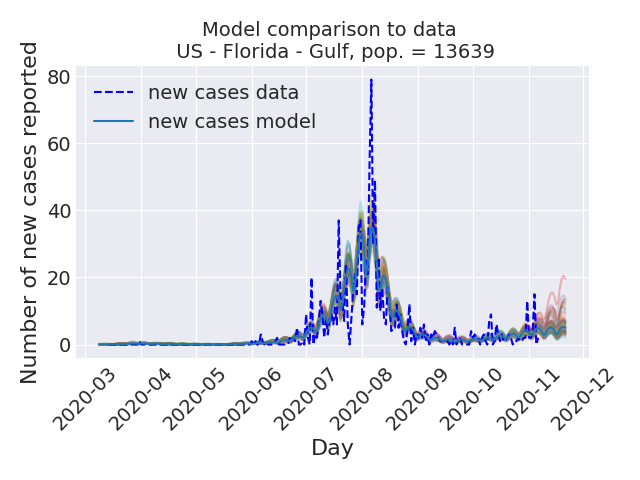 Model comparison to data
US - Florida - Gulf, pop. = 13639
Number of new cases reported
80
60
40
20
0
new cases data
new cases model
2020-03
2020-04
2020-05
2020-06
2020-07
2020-08
2020-09
2020-10
2020-11
2020-12
Day